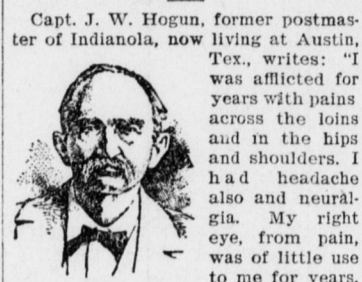 Capt. J. W. Hogun, former postmas-
ter of Indianola, now living at Austin,
Tex., writes: "I
was afflicted for
years with pains
across the loins
and in the hips
and shoulders. I
had headache
also and neural-
gia. My right
eye, from pain,
was of little use
to me for years.